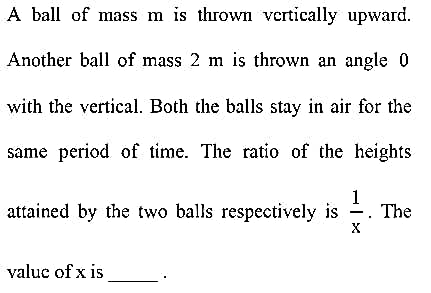 A ball of mass m is thrown vertically upward.
Another ball of mass 2 m is thrown an angle 0
with the vertical. Both the balls stay in air for the
same period of time. The ratio of the heights
attained by the two balls respectively is 1/x. The
value of x is _____ .